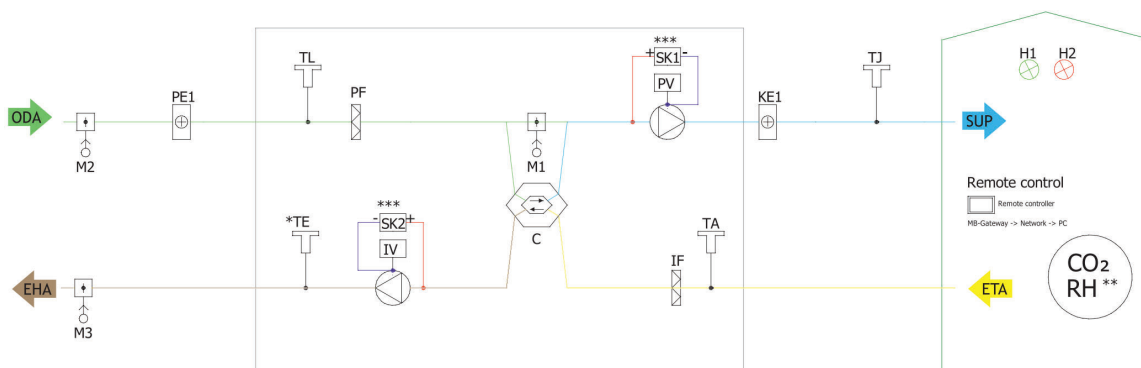 ***
H1 H2
TL + SK1 - TJ
PE1 PF PV KE1
ODA SUP
M2 M1
Remote control
*** Remote controller
*TE - SK2 + TA MB-Gateway -> Network -> PC
C
IV IF CO₂
EHA ETA RH **
M3